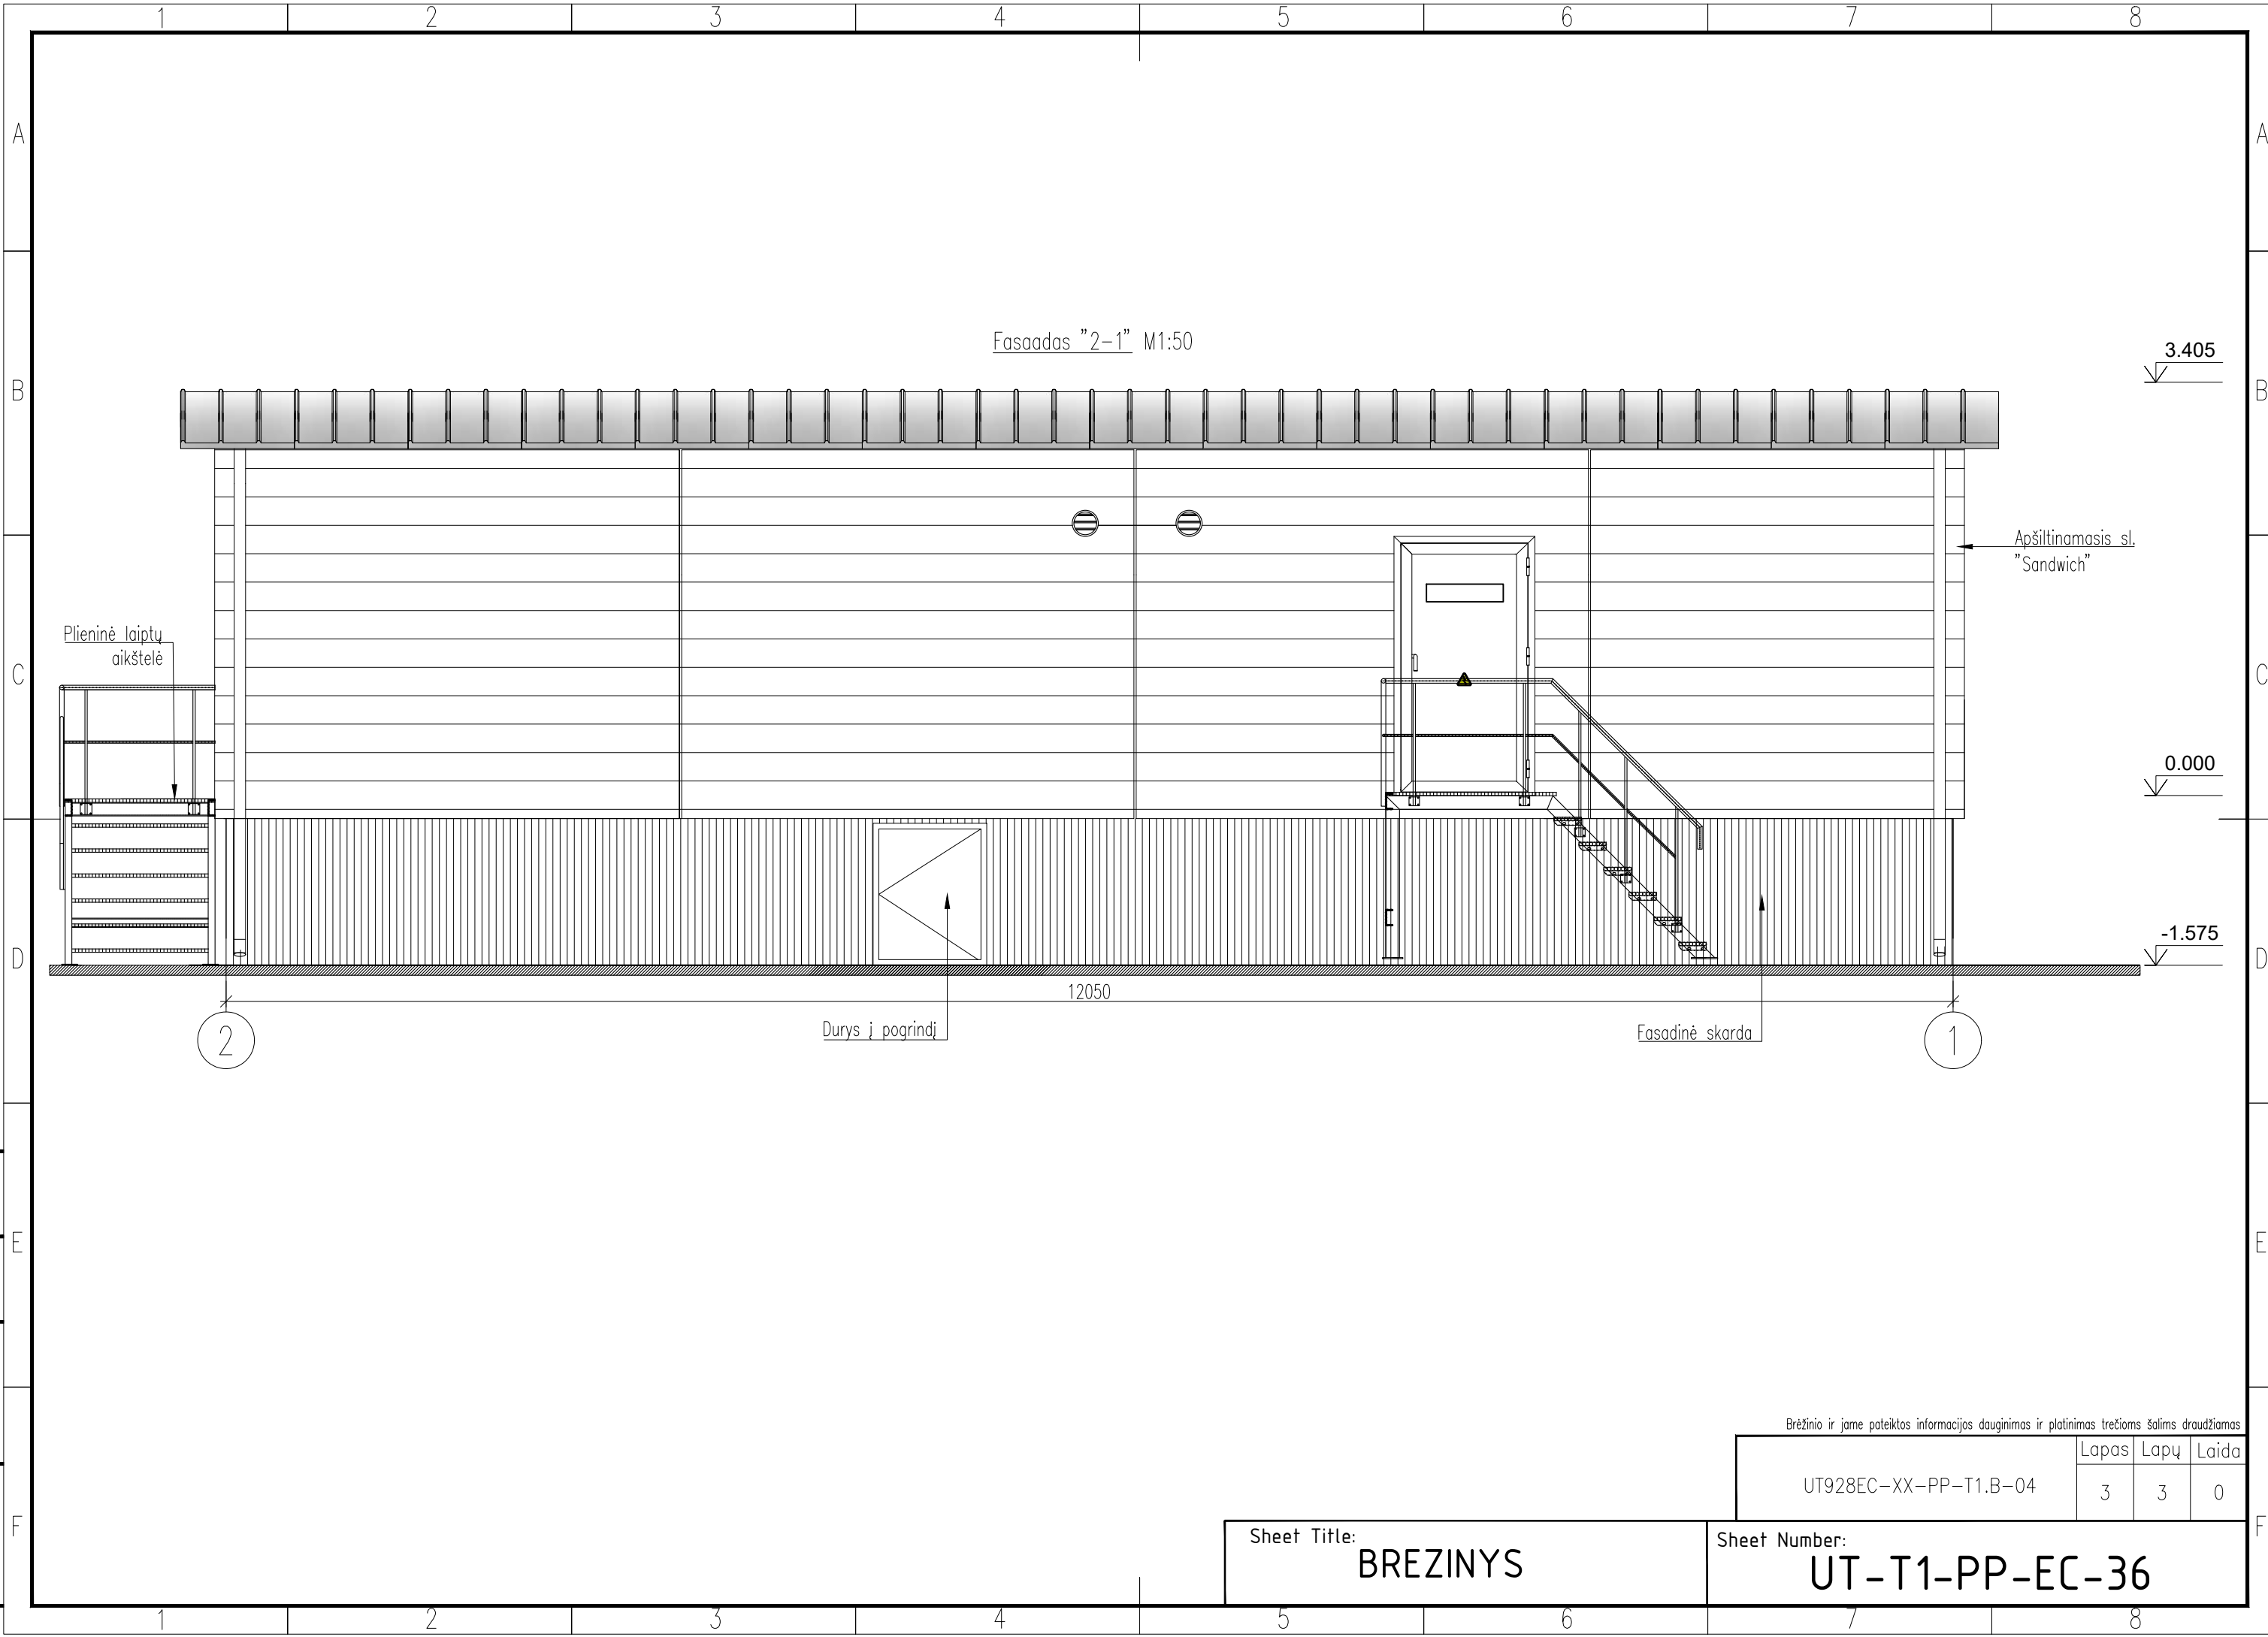 1 2 3 4 5 6 7 8
A A
Fasaadas "2-1" M1:50
3.405
B B
Apšiltinamasis sl.
"Sandwich"
Plieninė laiptų
aikštelė
C C
0.000
-1.575
D D
12050
Durys į pogrindį
Fasadinė skarda
2 1
E E
Brėžinio ir jame pateiktos informacijos dauginimas ir platinimas trečioms šalims draudžiamas
Lapas Lapų Laida
UT928EC-XX-PP-T1.B-04
3 3 0
F F
Sheet Title:
BREZINYS
Sheet Number:
UT-T1-PP-EC-36
1 2 3 4 5 6 7 8